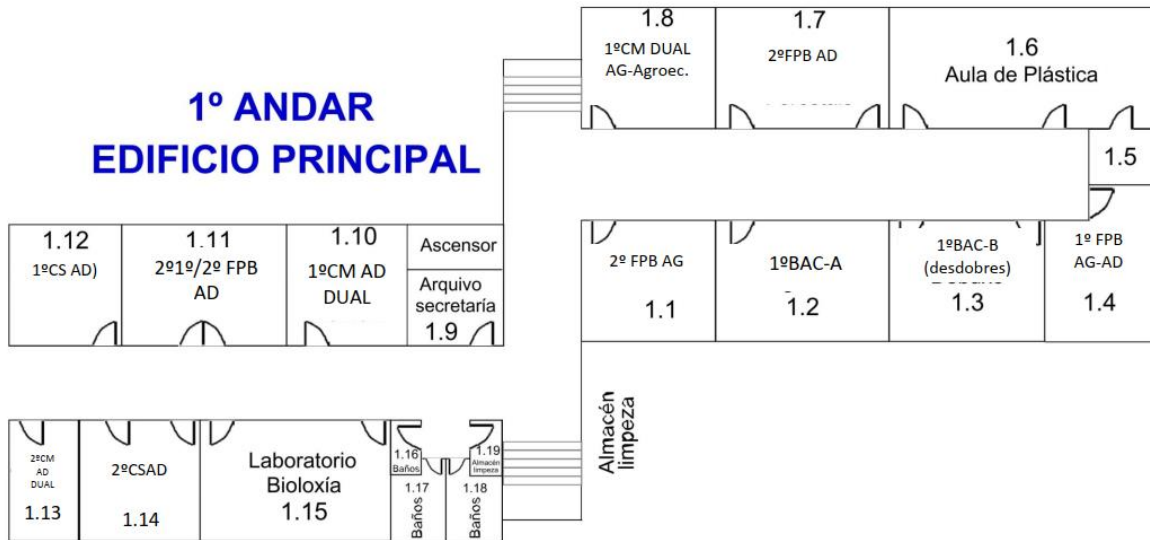 1º ANDAR
EDIFICIO PRINCIPAL
1.8
1ºCM DUAL
AG-Agroec.
1.7
2ºFPB AD
1.6
Aula de Plástica
1.5
1.12
1ºCS AD)
1.11
2º1º/2º FPB
AD
1.10
1ºCM AD
DUAL
Ascensor
Arquivo
secretaría
1.9
2º FPB AG
1.1
1ºBAC-A
1.2
1ºBAC-B
(desdobres)
1.3
1º FPB
AG-AD
1.4
2ºCM
AD
DUAL
1.13
2ºCSAD
1.14
Laboratorio
Bioloxía
1.15
1.16
Baños
1.17
Baños
1.18
Baños
1.19
Almacén
limpeza
Almacén
limpeza